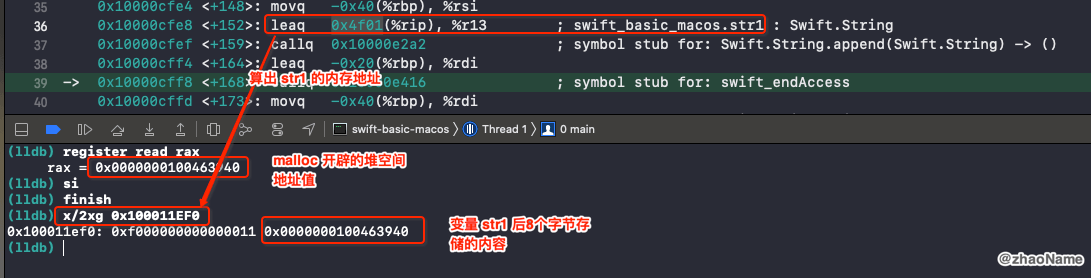 35 0x10000cfe4 <+148>: movq -0x40(%rbp), %rsi
36 0x10000cfe8 <+152>: leaq 0x4f01(%rip), %r13 ; swift_basic_macos.str1 : Swift.String
37 0x10000cfef <+159>: callq 0x10000e2a2 ; symbol stub for: Swift.String.append(Swift.String) -> ()
38 0x10000cff4 <+164>: leaq -0x20(%rbp), %rdi
算出 str1 的内存地址
39 -> 0x10000cff8 <+168> 0e416 ; symbol stub for: swift_endAccess
40 0x10000cffd <+173>: movq -0x40(%rbp), %rdi
swift-basic-macos 〉 Thread 1 〉 0 main
(lldb) register read rax
rax = 0x0000000100463940
malloc 开辟的堆空间
地址值
(lldb) si
(lldb) finish
(lldb) x/2xg 0x100011EF0
0x100011ef0: 0xf000000000000011 0x0000000100463940
(lldb)
变量 str1 后8个字节存
储的内容
@zhaoName